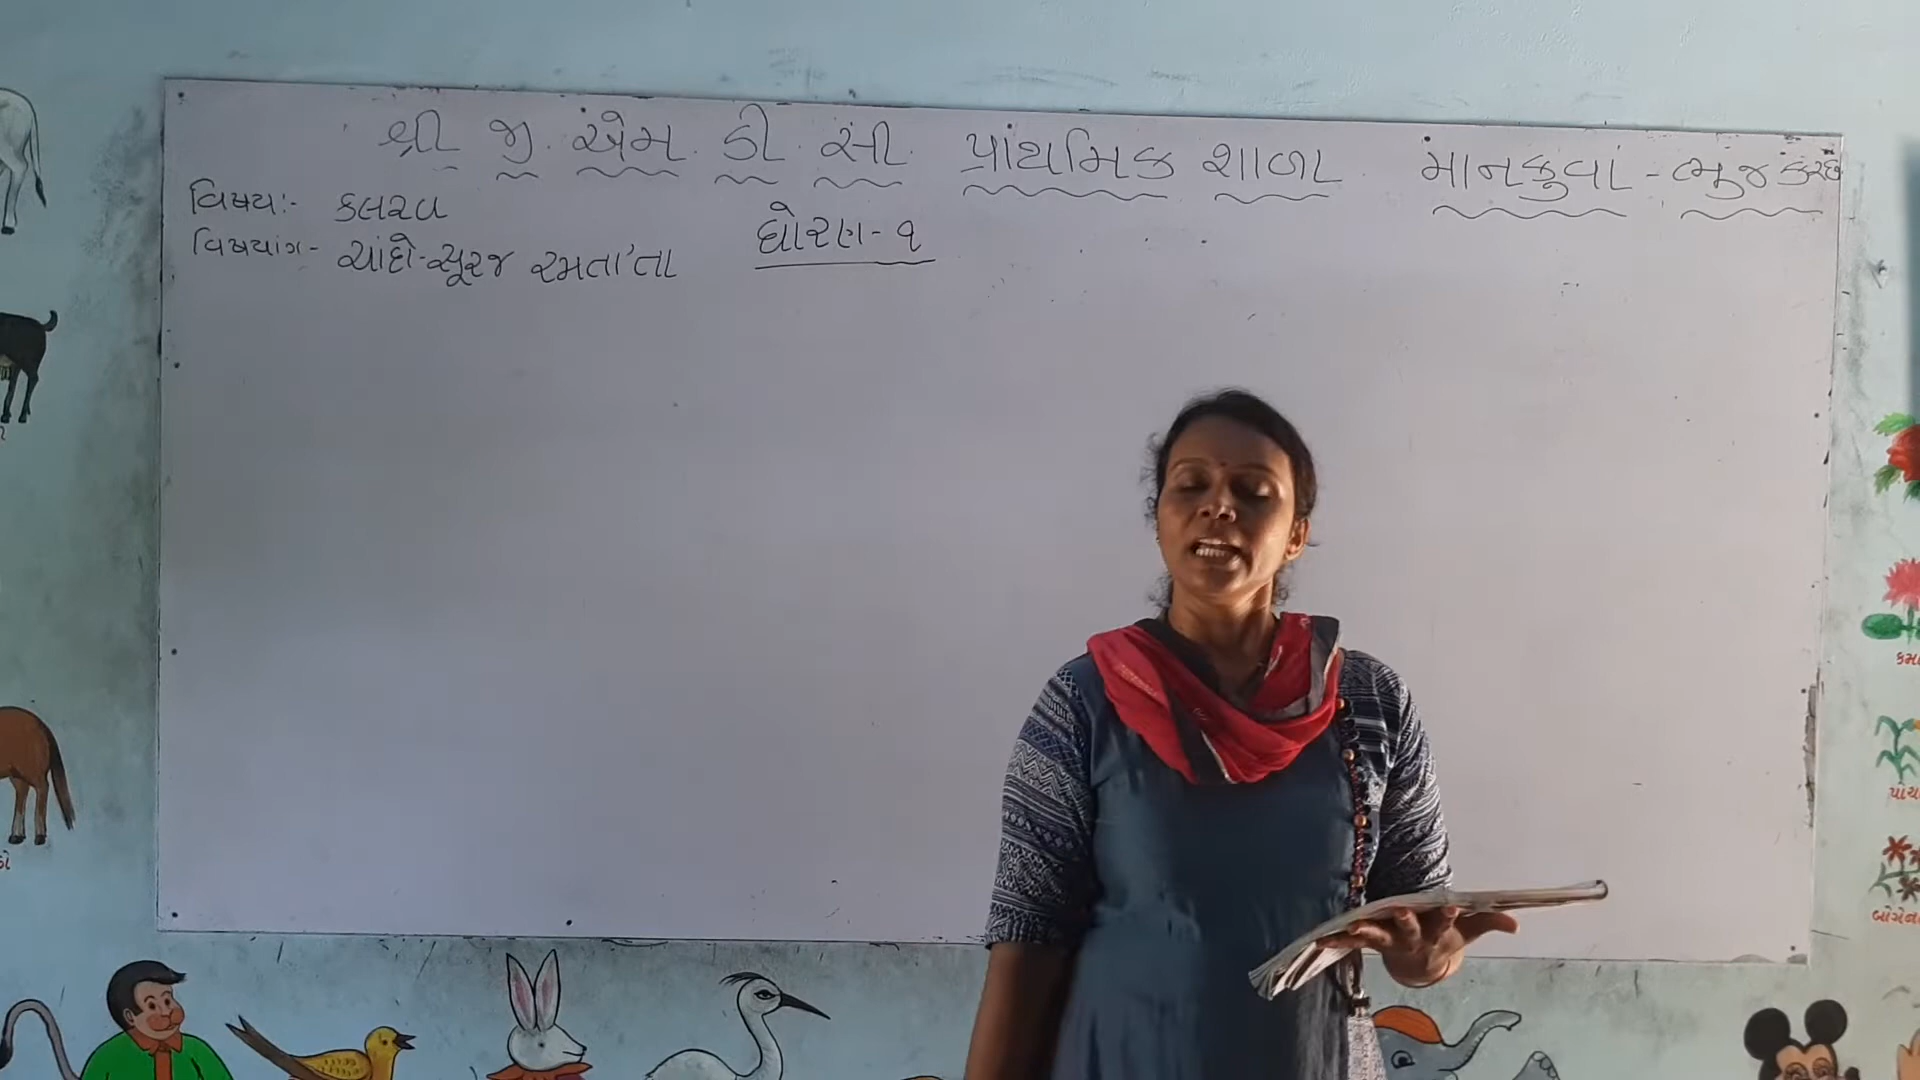 શ્રી જી. એમ. ડી. સી. પ્રાથમિક શાળા માનકુવા - ભુજ કચ્છ
વિષય:- કલરવ
ધોરણ- ૧
વિષયાંગ- ચાંદો-સૂરજ રમતા'તા